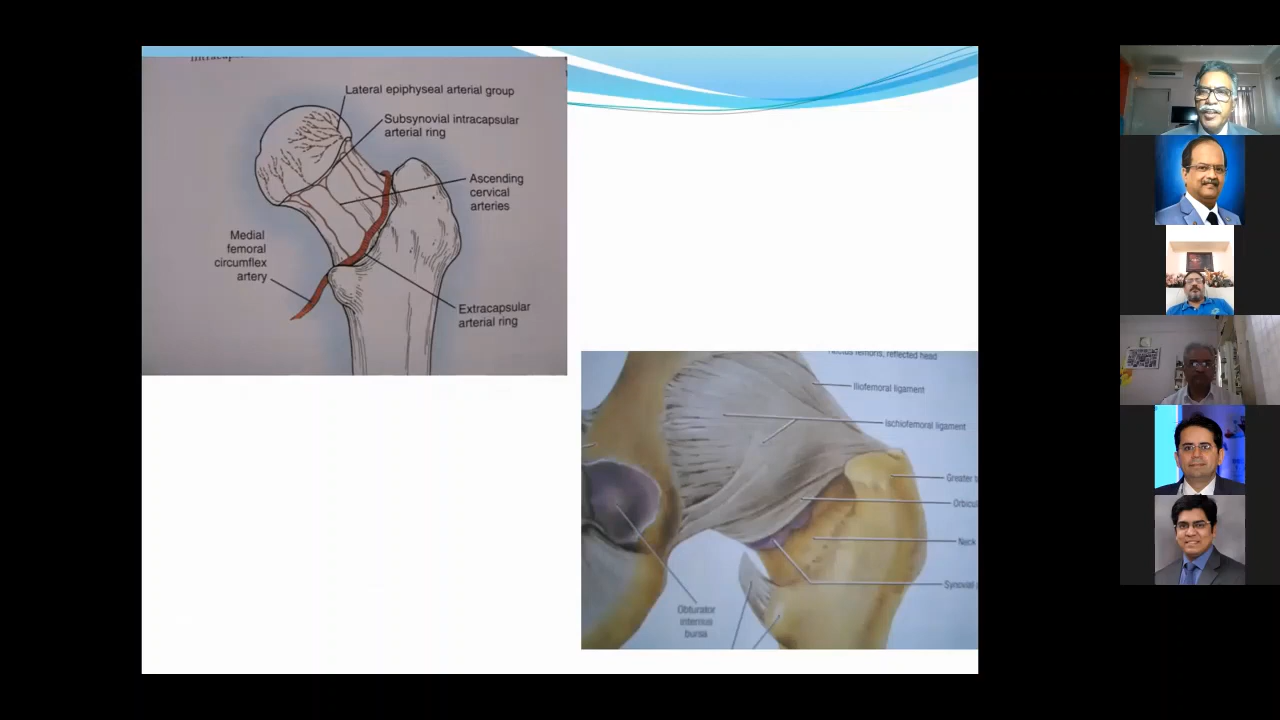 Lateral epiphyseal arterial group
Subsynovial intracapsular
arterial ring
Ascending
cervical
arteries
Medial
femoral
circumflex
artery
Extracapsular
arterial ring
femoris, reflected head
Iliofemoral ligament
Ischiofemoral ligament
Greater
Neck
Synovial
Obturator
internus
bursa